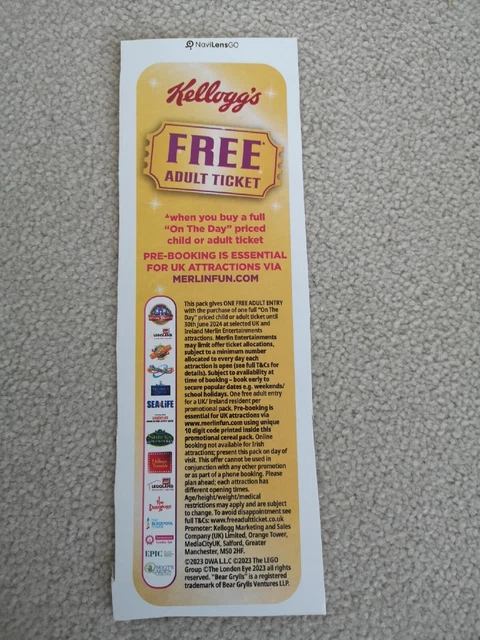 NaviLensGO
Kellogg's
FREE*
ADULT TICKET
*when you buy a full
"On The Day" priced
child or adult ticket
PRE-BOOKING IS ESSENTIAL
FOR UK ATTRACTIONS VIA
MERLINFUN.COM
This pack gives ONE FREE ADULT ENTRY
with the purchase of one full "On The
Day" priced child or adult ticket until
30th June 2024 at selected UK and
Ireland Merlin Entertainments
attractions. Merlin Entertainments
may limit offer ticket allocations,
subject to a minimum number
allocated to every day each
attraction is open (see full T&Cs for
details). Subject to availability at
time of booking – book early to
secure popular dates e.g. weekends/
school holidays. One free adult entry
for a UK/ Ireland resident per
promotional pack. Pre-booking is
essential for UK attractions via
www.merlinfun.com using unique
10 digit code printed inside this
promotional cereal pack. Online
booking not available for Irish
attractions; present this pack on day of
visit. This offer cannot be used in
conjunction with any other promotion
or as part of a phone booking. Please
plan ahead; each attraction has
different opening times.
Age/height/weight/medical
restrictions may apply and are subject
to change. To avoid disappointment see
full T&Cs: www.freeadultticket.co.uk
Promoter: Kellogg Marketing and Sales
Company (UK) Limited, Orange Tower,
MediaCityUK, Salford, Greater
Manchester, M50 2HF.
©2023 DWA L.L.C ©2023 The LEGO
Group ©The London Eye 2023 all rights
reserved. "Bear Grylls" is a registered
trademark of Bear Grylls Ventures LLP.
LEGOLAND
SEA LIFE
SHREK'S
LEGOLAND
the Dungeons
EPIC